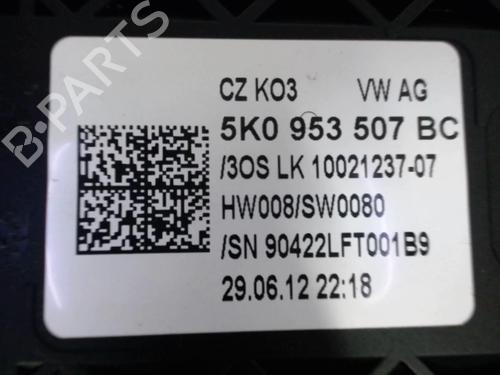 B-PARTS
CZ KO3 VW AG
5K0 953 507 BC
/3OS LK 10021237-07
HW008/SW0080
/SN 90422LFT001B9
29.06.12 22:18